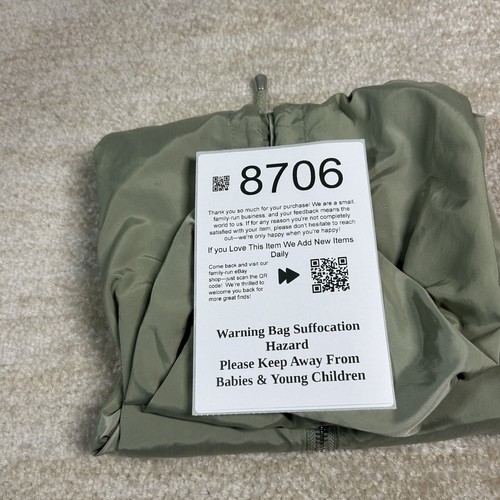 8706
Thank you so much for your purchase! We are a small,
family-run business, and your feedback means the
world to us. If for any reason you're not completely
satisfied with your item, please don't hesitate to reach
out—we're only happy when you're happy!
If you Love This Item We Add New Items
Daily
Come back and visit our
family-run eBay
shop—just scan the QR
code! We're thrilled to
welcome you back for
more great finds!
Warning Bag Suffocation
Hazard
Please Keep Away From
Babies & Young Children